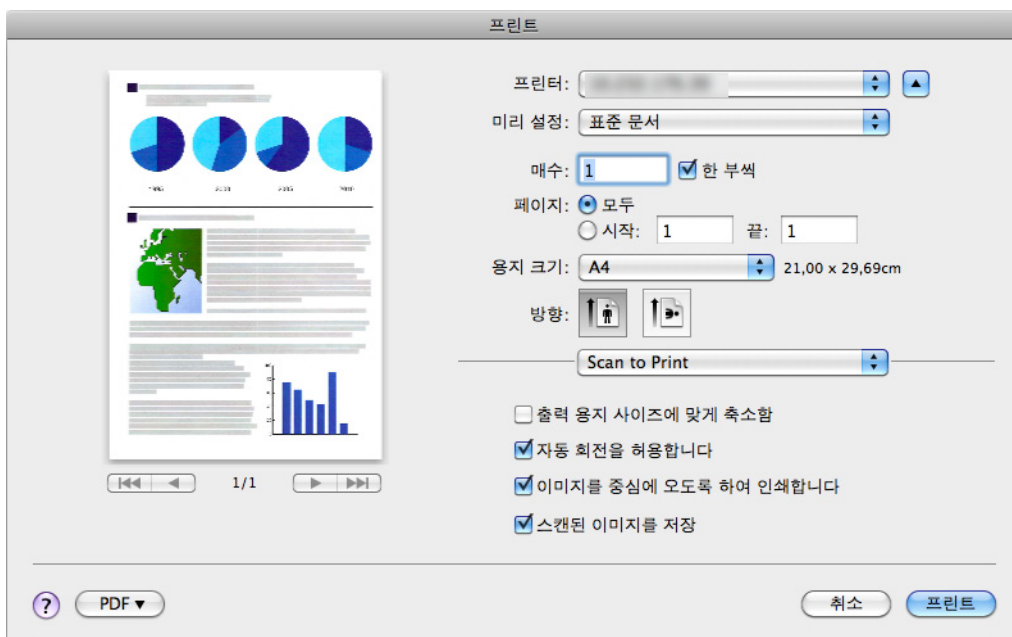 프린트
프린터:
미리 설정: 표준 문서
매수: 1 한 부씩
페이지: 모두
시작: 1 끝: 1
용지 크기: A4 21,00 x 29,69cm
방향:
Scan to Print
출력 용지 사이즈에 맞게 축소함
자동 회전을 허용합니다
이미지를 중심에 오도록 하여 인쇄합니다
스캔된 이미지를 저장
1995 2000 2005 2010
1/1
? PDF ▼ 취소 프린트